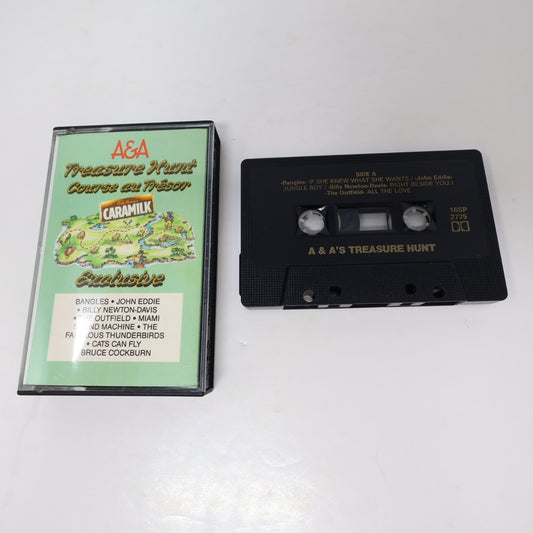 A&A
Treasure Hunt
Course au Trésor
CARAMILK
Exclusive
BANGLES • JOHN EDDIE
• BILLY NEWTON-DAVIS
• THE OUTFIELD • MIAMI
SOUND MACHINE • THE
FABULOUS THUNDERBIRDS
• CATS CAN FLY
• BRUCE COCKBURN
SIDE A
-Bangles- IF SHE KNEW WHAT SHE WANTS / -John Eddie-
JUNGLE BOY / -Billy Newton-Davis- RIGHT BESIDE YOU /
-The Outfield- ALL THE LOVE
16SP
2775
A & A'S TREASURE HUNT